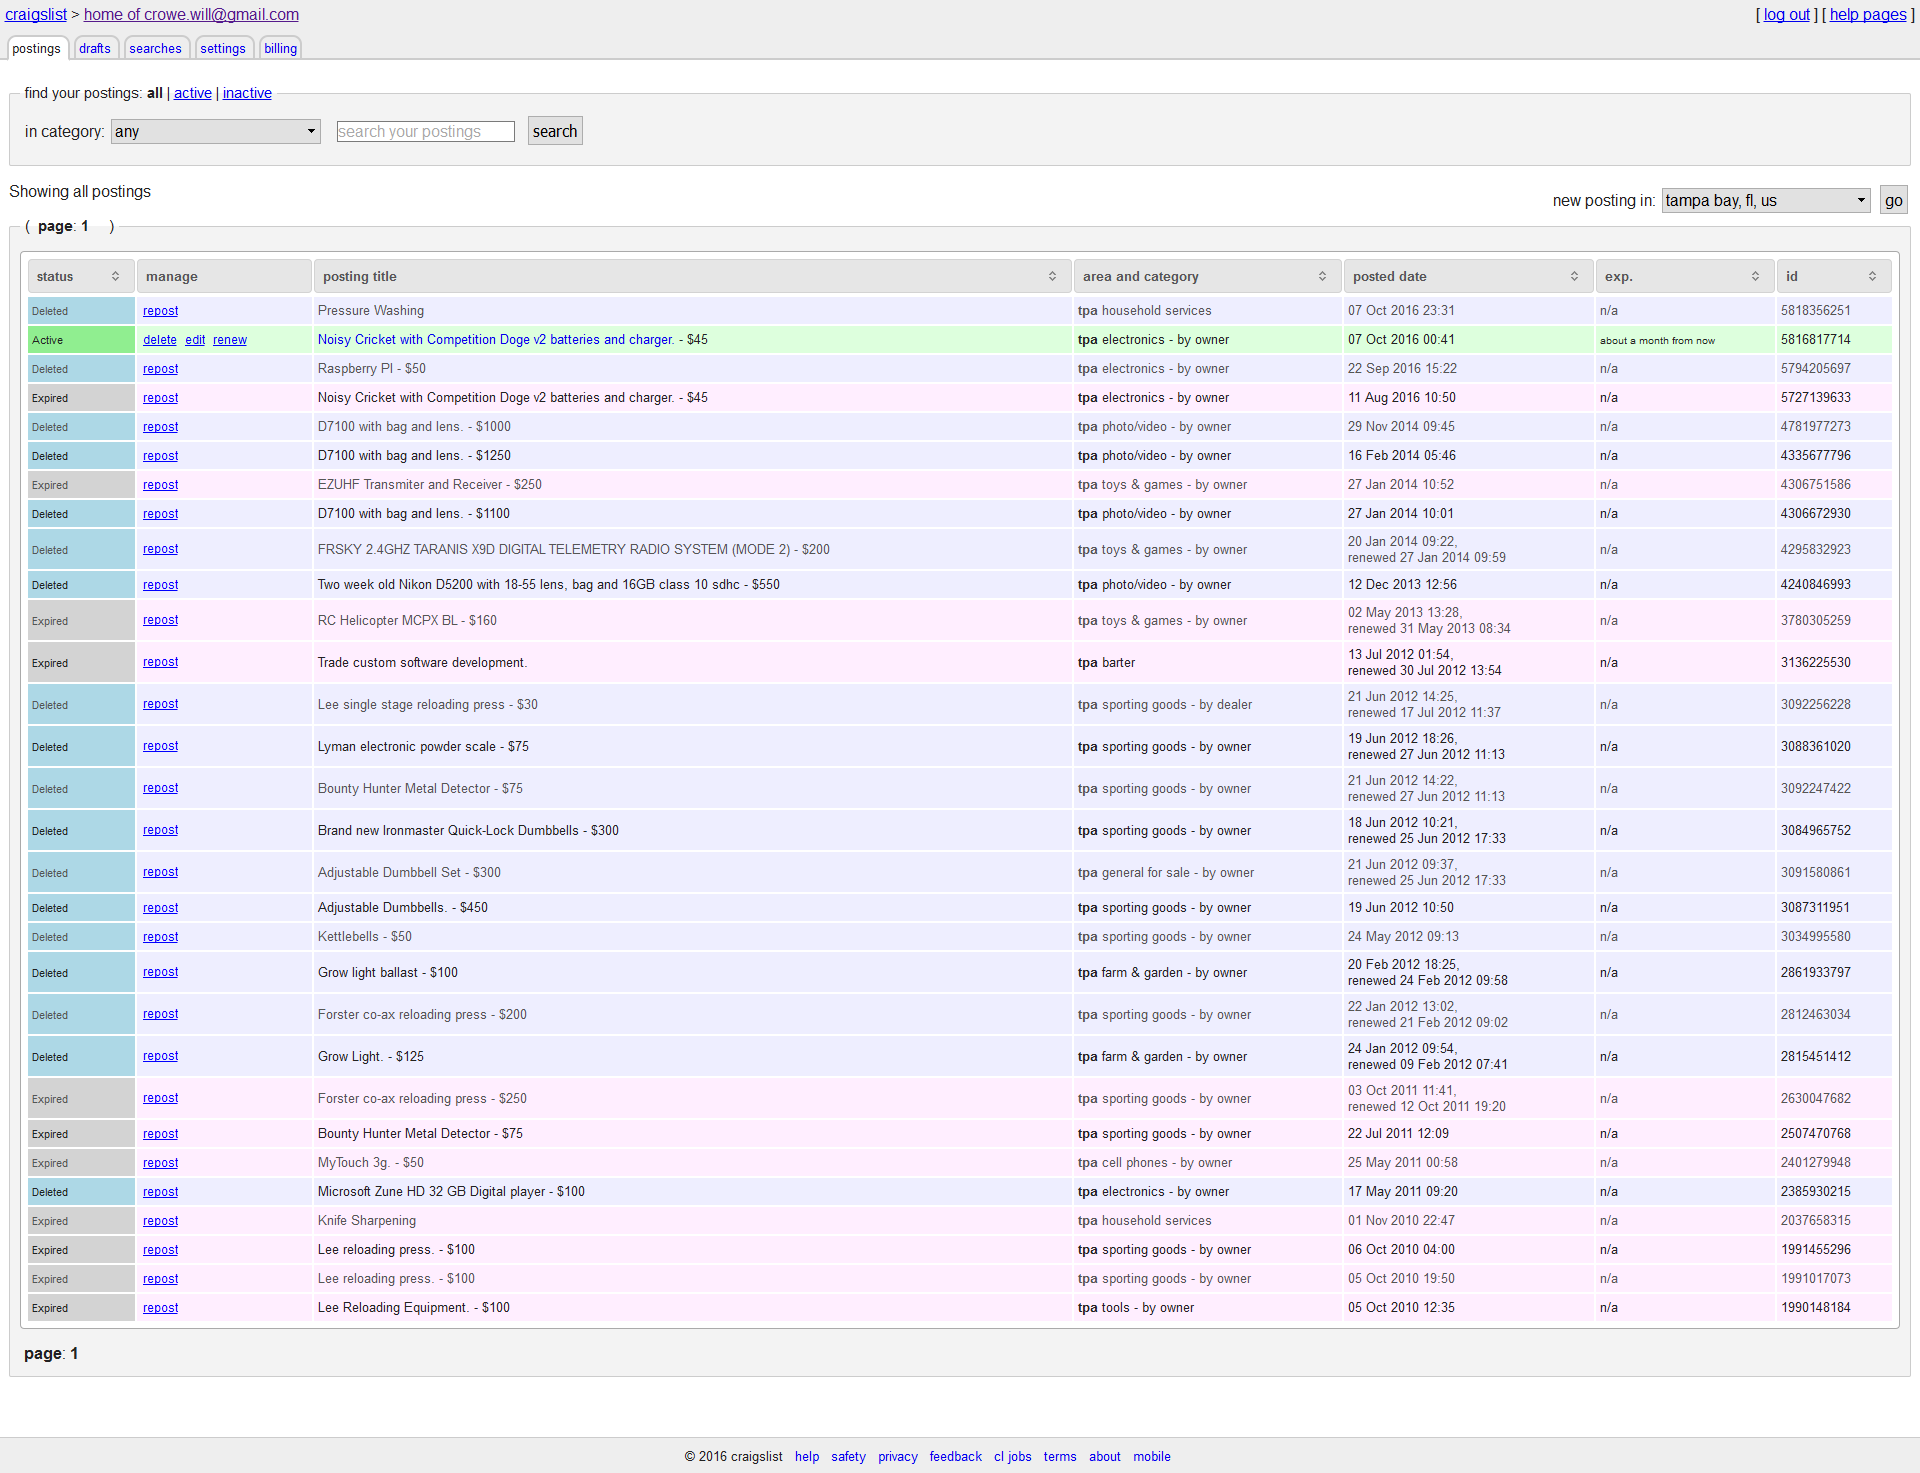 craigslist > home of crowe.will@gmail.com [ log out ] [ help pages ]
postings drafts searches settings billing
find your postings: all | active | inactive
in category: any search your postings search
Showing all postings
new posting in: tampa bay, fl, us go
( page: 1 )
status manage posting title area and category posted date exp. id
Deleted repost Pressure Washing tpa household services 07 Oct 2016 23:31 n/a 5818356251
Active delete edit renew Noisy Cricket with Competition Doge v2 batteries and charger. - $45 tpa electronics - by owner 07 Oct 2016 00:41 about a month from now 5816817714
Deleted repost Raspberry PI - $50 tpa electronics - by owner 22 Sep 2016 15:22 n/a 5794205697
Expired repost Noisy Cricket with Competition Doge v2 batteries and charger. - $45 tpa electronics - by owner 11 Aug 2016 10:50 n/a 5727139633
Deleted repost D7100 with bag and lens. - $1000 tpa photo/video - by owner 29 Nov 2014 09:45 n/a 4781977273
Deleted repost D7100 with bag and lens. - $1250 tpa photo/video - by owner 16 Feb 2014 05:46 n/a 4335677796
Expired repost EZUHF Transmiter and Receiver - $250 tpa toys & games - by owner 27 Jan 2014 10:52 n/a 4306751586
Deleted repost D7100 with bag and lens. - $1100 tpa photo/video - by owner 27 Jan 2014 10:01 n/a 4306672930
Deleted repost FRSKY 2.4GHZ TARANIS X9D DIGITAL TELEMETRY RADIO SYSTEM (MODE 2) - $200 tpa toys & games - by owner 20 Jan 2014 09:22, n/a 4295832923
renewed 27 Jan 2014 09:59
Deleted repost Two week old Nikon D5200 with 18-55 lens, bag and 16GB class 10 sdhc - $550 tpa photo/video - by owner 12 Dec 2013 12:56 n/a 4240846993
Expired repost RC Helicopter MCPX BL - $160 tpa toys & games - by owner 02 May 2013 13:28, n/a 3780305259
renewed 31 May 2013 08:34
Expired repost Trade custom software development. tpa barter 13 Jul 2012 01:54, n/a 3136225530
renewed 30 Jul 2012 13:54
Deleted repost Lee single stage reloading press - $30 tpa sporting goods - by dealer 21 Jun 2012 14:25, n/a 3092256228
renewed 17 Jul 2012 11:37
Deleted repost Lyman electronic powder scale - $75 tpa sporting goods - by owner 19 Jun 2012 18:26, n/a 3088361020
renewed 27 Jun 2012 11:13
Deleted repost Bounty Hunter Metal Detector - $75 tpa sporting goods - by owner 21 Jun 2012 14:22, n/a 3092247422
renewed 27 Jun 2012 11:13
Deleted repost Brand new Ironmaster Quick-Lock Dumbbells - $300 tpa sporting goods - by owner 18 Jun 2012 10:21, n/a 3084965752
renewed 25 Jun 2012 17:33
Deleted repost Adjustable Dumbbell Set - $300 tpa general for sale - by owner 21 Jun 2012 09:37, n/a 3091580861
renewed 25 Jun 2012 17:33
Deleted repost Adjustable Dumbbells. - $450 tpa sporting goods - by owner 19 Jun 2012 10:50 n/a 3087311951
Deleted repost Kettlebells - $50 tpa sporting goods - by owner 24 May 2012 09:13 n/a 3034995580
Deleted repost Grow light ballast - $100 tpa farm & garden - by owner 20 Feb 2012 18:25, n/a 2861933797
renewed 24 Feb 2012 09:58
Deleted repost Forster co-ax reloading press - $200 tpa sporting goods - by owner 22 Jan 2012 13:02, n/a 2812463034
renewed 21 Feb 2012 09:02
Deleted repost Grow Light. - $125 tpa farm & garden - by owner 24 Jan 2012 09:54, n/a 2815451412
renewed 09 Feb 2012 07:41
Expired repost Forster co-ax reloading press - $250 tpa sporting goods - by owner 03 Oct 2011 11:41, n/a 2630047682
renewed 12 Oct 2011 19:20
Expired repost Bounty Hunter Metal Detector - $75 tpa sporting goods - by owner 22 Jul 2011 12:09 n/a 2507470768
Expired repost MyTouch 3g. - $50 tpa cell phones - by owner 25 May 2011 00:58 n/a 2401279948
Deleted repost Microsoft Zune HD 32 GB Digital player - $100 tpa electronics - by owner 17 May 2011 09:20 n/a 2385930215
Expired repost Knife Sharpening tpa household services 01 Nov 2010 22:47 n/a 2037658315
Expired repost Lee reloading press. - $100 tpa sporting goods - by owner 06 Oct 2010 04:00 n/a 1991455296
Expired repost Lee reloading press. - $100 tpa sporting goods - by owner 05 Oct 2010 19:50 n/a 1991017073
Expired repost Lee Reloading Equipment. - $100 tpa tools - by owner 05 Oct 2010 12:35 n/a 1990148184
page: 1
© 2016 craigslist help safety privacy feedback cl jobs terms about mobile